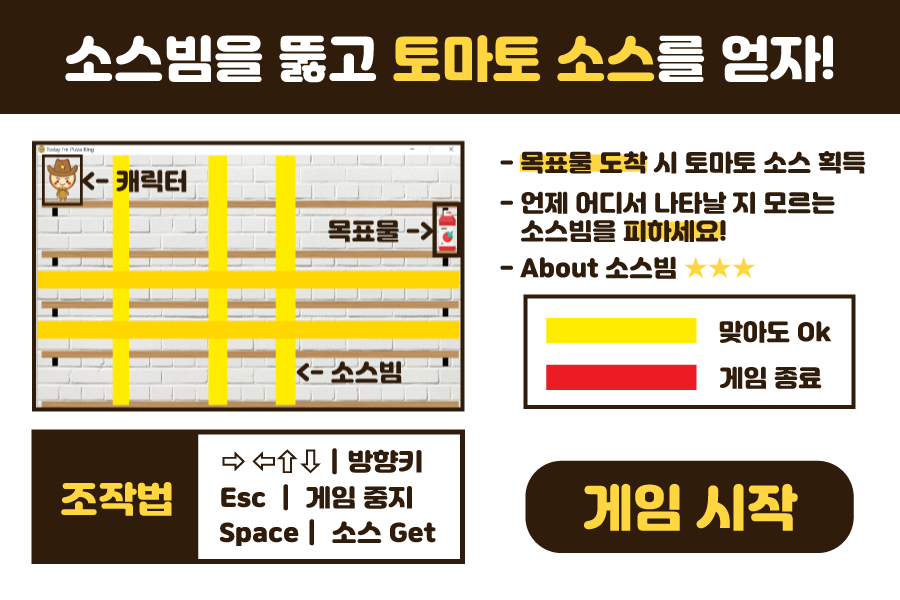 소스빔을 뚫고 토마토 소스를 얻자!
Today I'm Pizza King
<- 캐릭터
목표물 ->
<- 소스빔
- 목표물 도착 시 토마토 소스 획득
- 언제 어디서 나타날 지 모르는
소스빔을 피하세요!
- About 소스빔 ★★★
맞아도 Ok
게임 종료
조작법
⇨ ⇦ ⇧ ⇩ | 방향키
Esc | 게임 중지
Space | 소스 Get
게임 시작